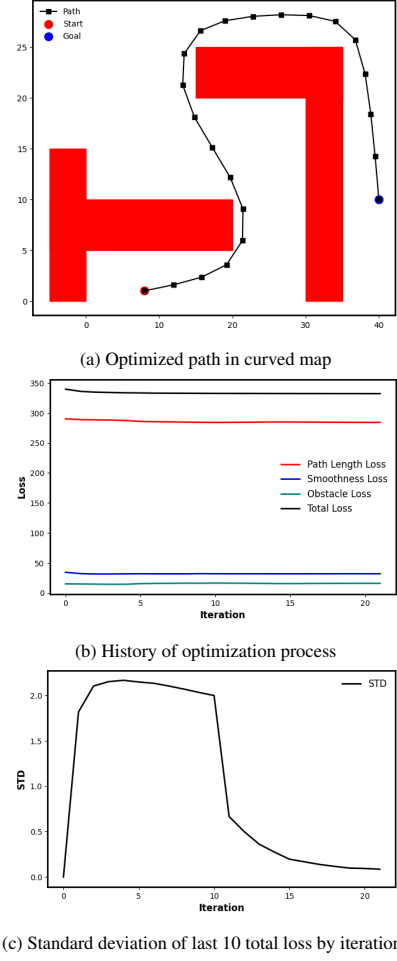 Path
Start
Goal
25
20
15
10
5
0
0 10 20 30 40
(a) Optimized path in curved map
350
300
250
200
150
100
50
0
Loss
Path Length Loss
Smoothness Loss
Obstacle Loss
Total Loss
0 5 10 15 20
Iteration
(b) History of optimization process
STD
2.0
1.5
1.0
0.5
0.0
STD
0 5 10 15 20
Iteration
(c) Standard deviation of last 10 total loss by iteration